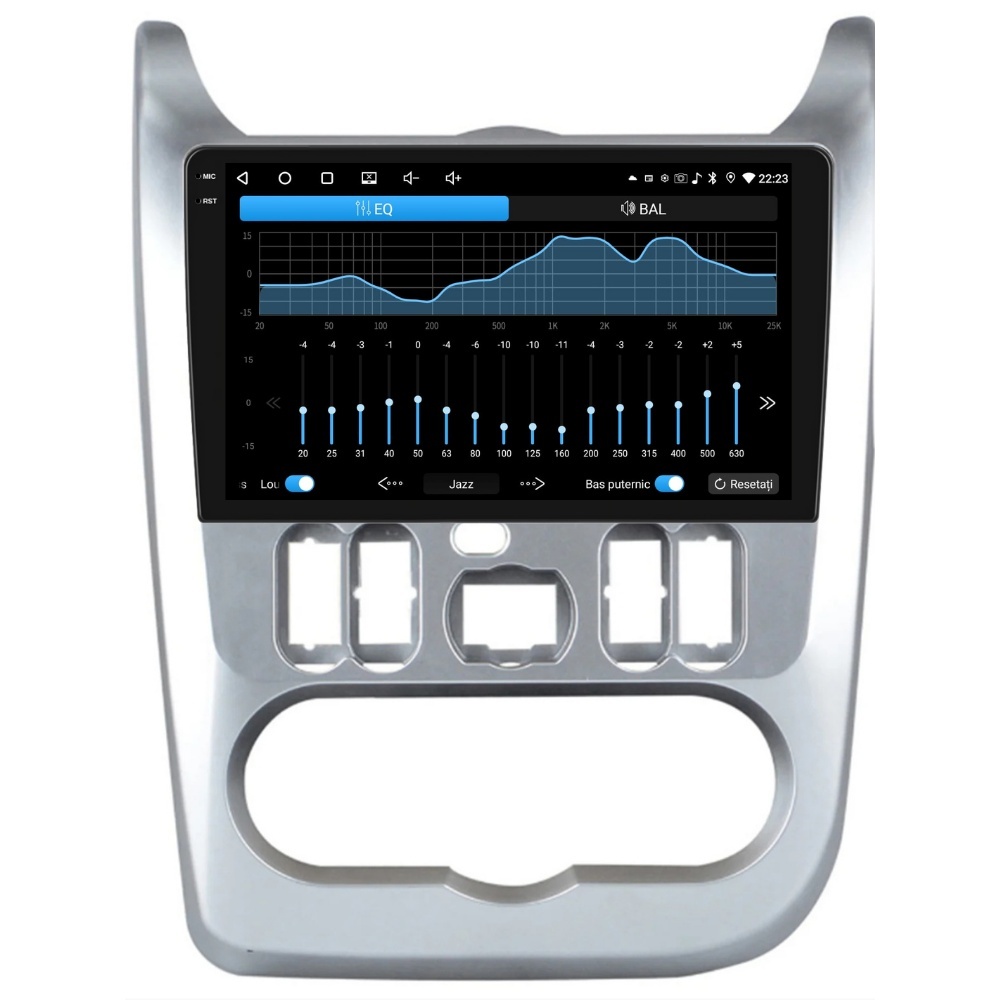 MIC
22:23
RST
EQ
BAL
15
0
-15
20 50 100 200 500 1K 2K 5K 10K 25K
-4 -4 -3 -1 0 -4 -6 -10 -10 -11 -4 -3 -2 -2 +2 +5
15
0
-15
20 25 31 40 50 63 80 100 125 160 200 250 315 400 500 630
s Lou Jazz Bas puternic Resetați